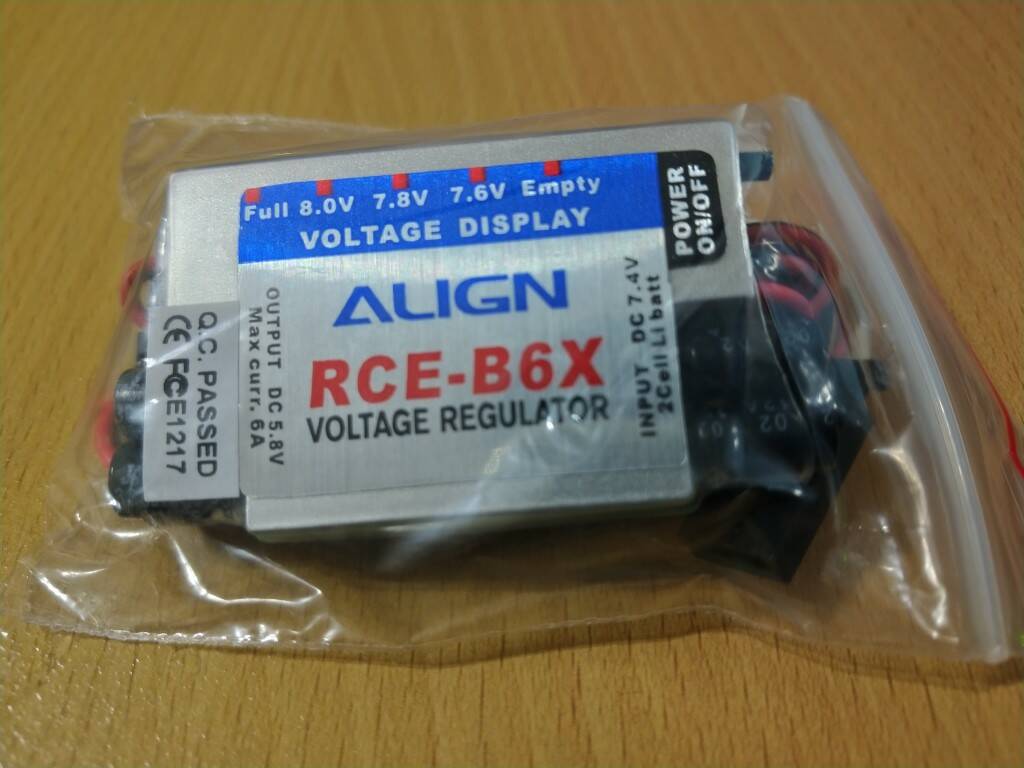 Full 8.0V 7.8V 7.6V Empty
VOLTAGE DISPLAY
POWER
ON/OFF
ALIGN
RCE-B6X
VOLTAGE REGULATOR
OUTPUT DC 5.8V
Max curr. 6A
INPUT DC 7.4V
2Cell Li batt
Q.C. PASSED
CE FC E1217